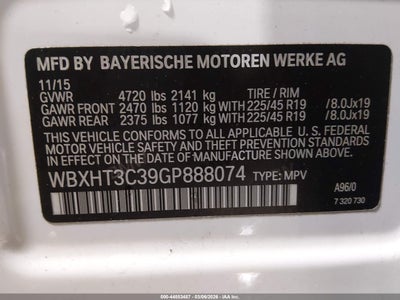 MFD BY BAYERISCHE MOTOREN WERKE AG
11/15
GVWR 4720 lbs 2141 kg TIRE / RIM
GAWR FRONT 2470 lbs 1120 kg WITH 225/45 R19 /8.0Jx19
GAWR REAR 2375 lbs 1077 kg WITH 225/45 R19 /8.0Jx19
THIS VEHICLE CONFORMS TO ALL APPLICABLE U.S. FEDERAL
MOTOR VEHICLE SAFETY AND THEFT PREVENTION STANDARDS
IN EFFECT ON THE DATE OF MANUFACTURE SHOWN ABOVE.
WBXHT3C39GP888074 TYPE: MPV
A96/0
7 320 730